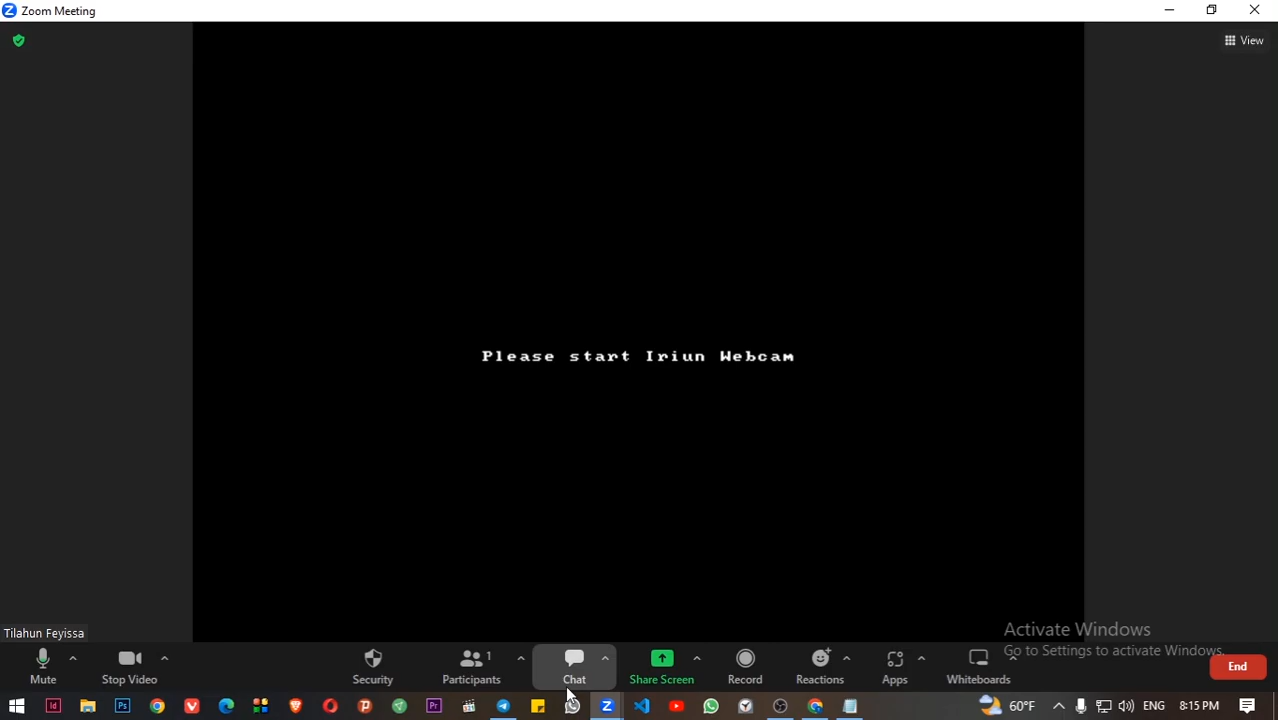 Zoom Meeting
View
Please start Iriun Webcam
Tilahun Feyissa
Activate Windows
Go to Settings to activate Windows.
Mute
Stop Video
Security
Participants
1
Chat
Share Screen
Record
Reactions
Apps
Whiteboards
End
60°F
ENG
8:15 PM